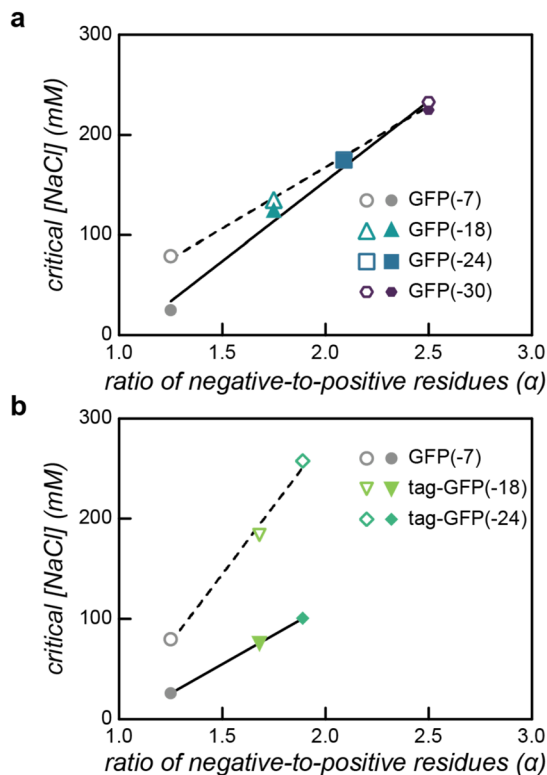 a
critical [NaCl] (mM)
300
200
100
0
GFP(-7)
GFP(-18)
GFP(-24)
GFP(-30)
1.0 1.5 2.0 2.5 3.0
ratio of negative-to-positive residues (α)
b
critical [NaCl] (mM)
300
200
100
0
GFP(-7)
tag-GFP(-18)
tag-GFP(-24)
1.0 1.5 2.0 2.5 3.0
ratio of negative-to-positive residues (α)